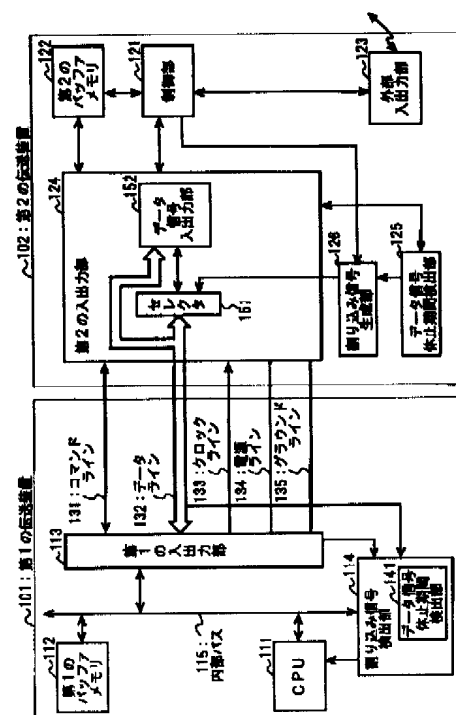 101：第1の伝送装置
112
第1の
バッファ
メモリ
115：
内部バス
111
CPU
113
第1の入出力部
114
割り込み信号
検出部
141
データ信号
休止期間
検出部
131：コマンド
ライン
132：データ
ライン
133：クロック
ライン
134：電源
ライン
135：グラウンド
ライン
102：第2の伝送装置
124
第2の入出力部
152
データ
信号
入出力部
セレクタ
151
122
第2の
バッファ
メモリ
121
制御部
123
外部
入出力部
126
割り込み信号
生成部
125
データ信号
休止期間検出部